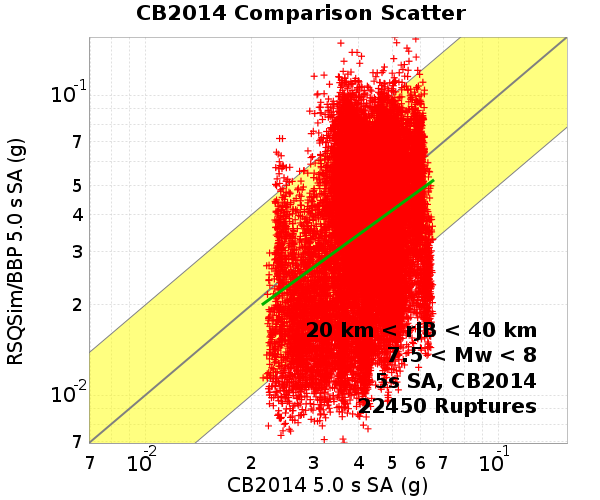 CB2014 Comparison Scatter
RSQSim/BBP 5.0 s SA (g)
10-1
7
5
4
3
2
10-2
7
20 km < rJB < 40 km
7.5 < Mw < 8
5s SA, CB2014
22450 Ruptures
7 10-2 2 3 4 5 6 7 10-1
CB2014 5.0 s SA (g)